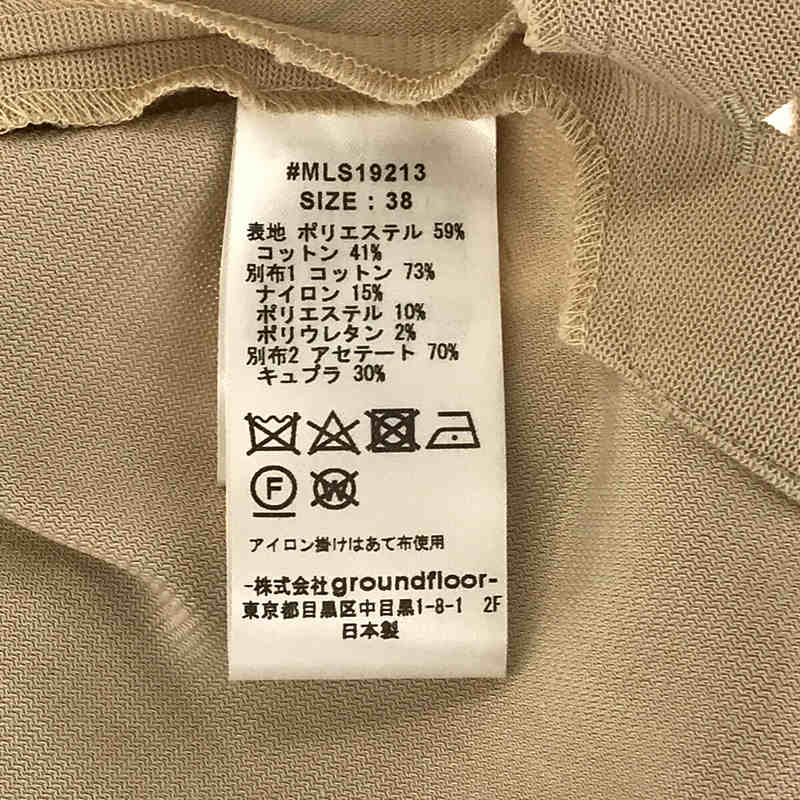 #MLS19213
SIZE : 38
表地 ポリエステル 59%
コットン 41%
別布1 コットン 73%
ナイロン 15%
ポリエステル 10%
ポリウレタン 2%
別布2 アセテート 70%
キュプラ 30%
F W
アイロン掛けはあて布使用
-株式会社groundfloor-
東京都目黒区中目黒1-8-1 2F
日本製